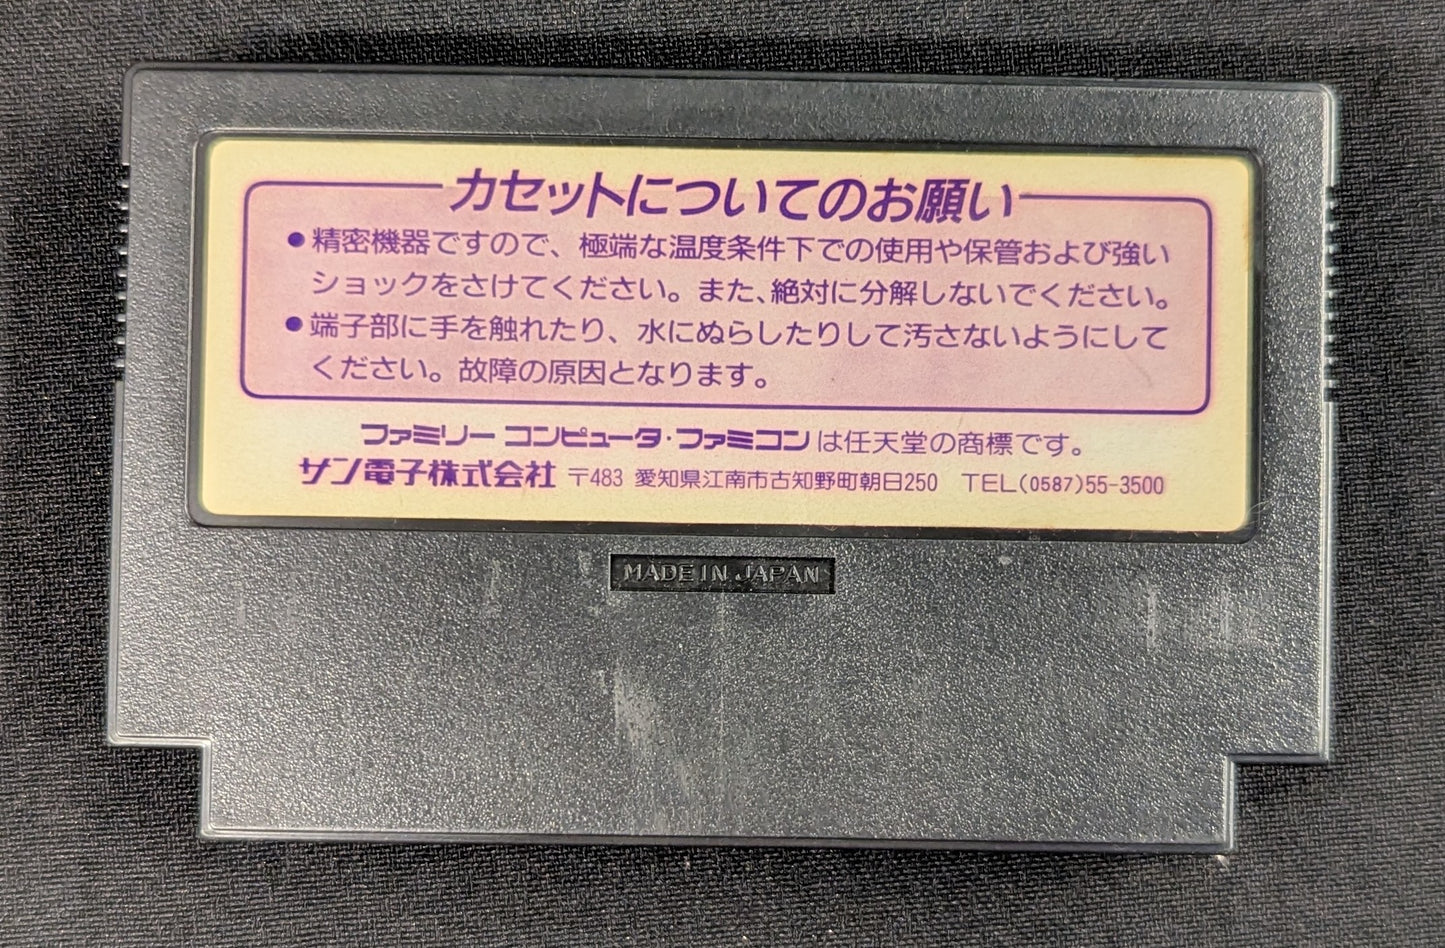 カセットについてのお願い
●精密機器ですので、極端な温度条件下での使用や保管および強い
ショックをさけてください。また、絶対に分解しないでください。
●端子部に手を触れたり、水にぬらしたりして汚さないようにして
ください。故障の原因となります。
ファミリー コンピュータ・ファミコンは任天堂の商標です。
サン電子株式会社 〒483 愛知県江南市古知野町朝日250 TEL(0587)55-3500
MADE IN JAPAN